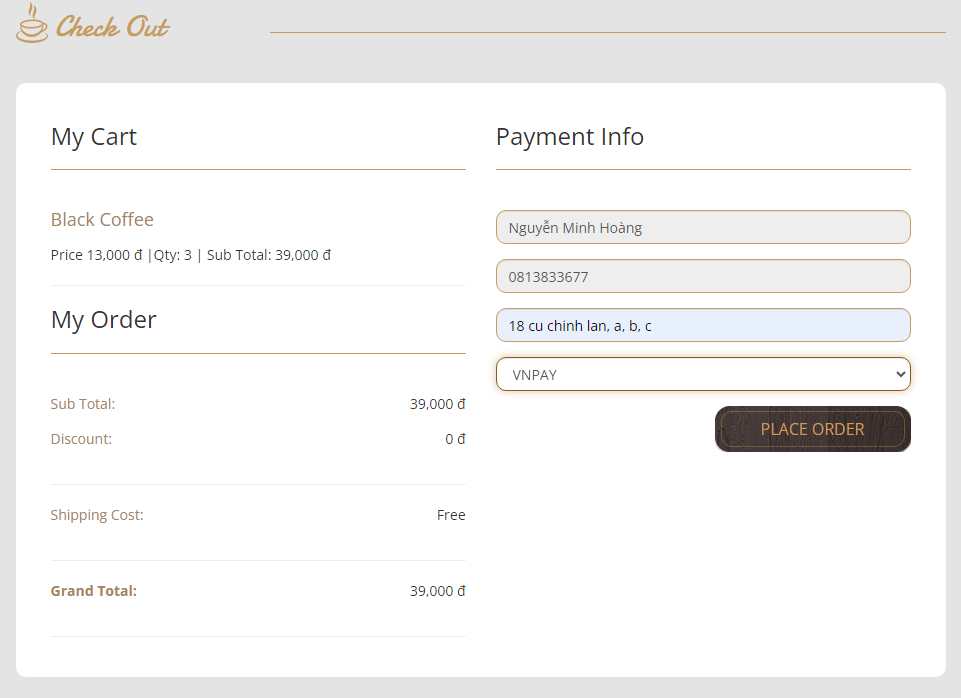 Check Out
My Cart
Black Coffee
Price 13,000 đ |Qty: 3 | Sub Total: 39,000 đ
My Order
Sub Total: 39,000 đ
Discount: 0 đ
Shipping Cost: Free
Grand Total: 39,000 đ
Payment Info
Nguyễn Minh Hoàng
0813833677
18 cu chinh lan, a, b, c
VNPAY
PLACE ORDER